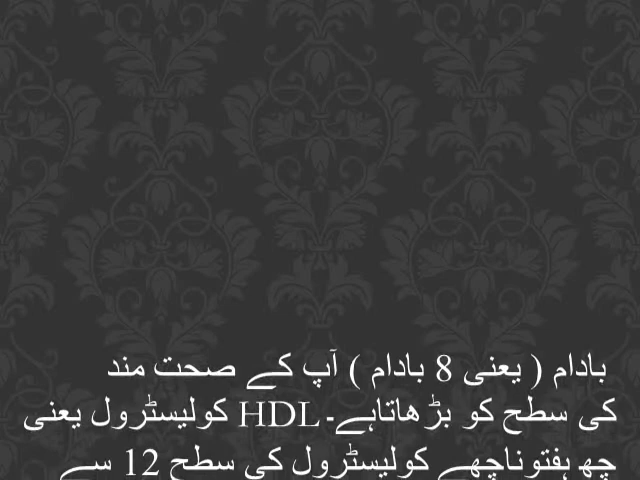 بادام ( یعنی 8 بادام ) آپ کے صحت مند
کی سطح کو بڑھاتاہے۔ HDL کولیسٹرول یعنی
چھ ہفتوناچھے کولیسٹرول کی سطح 12 سے